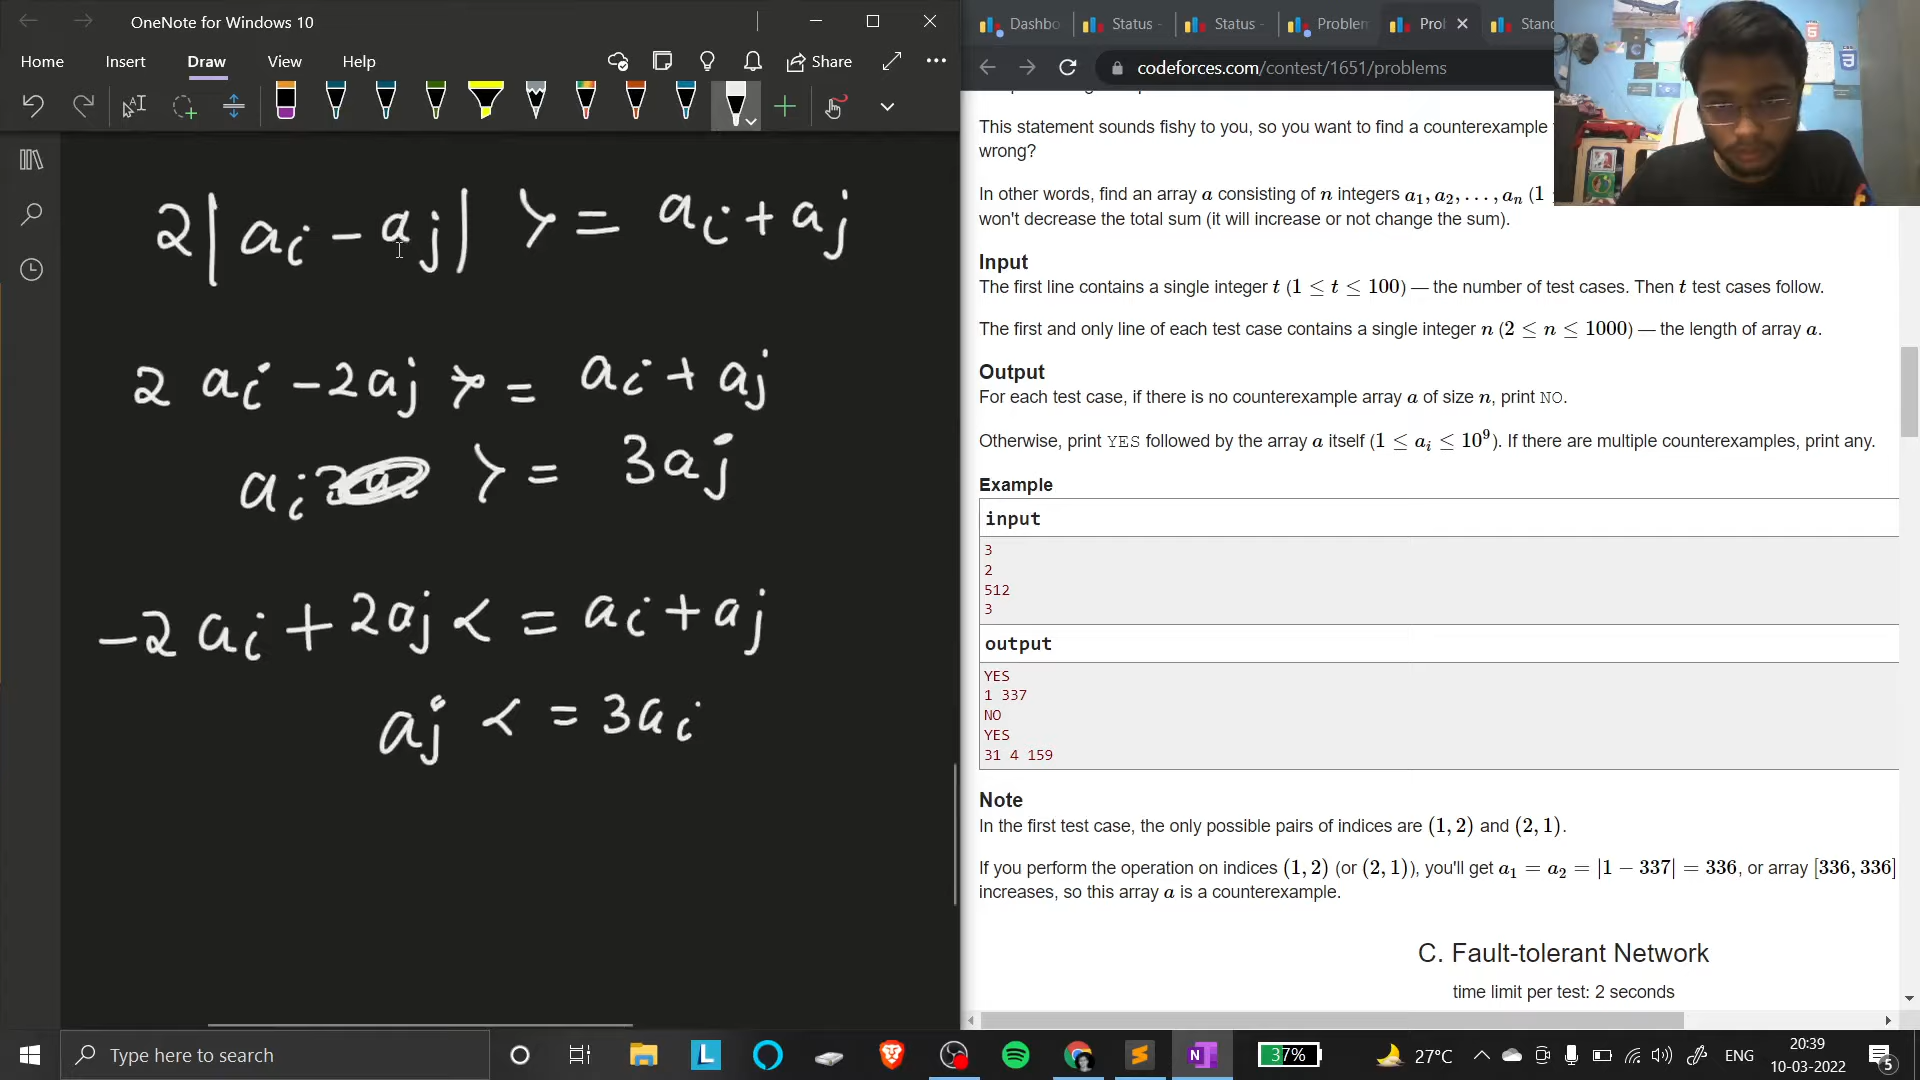 OneNote for Windows 10
Home Insert Draw View Help Share
2|ai - aj| >= ai + aj
2 ai - 2aj >= ai + aj
ai >= 3aj
-2 ai + 2aj <= ai + aj
aj <= 3ai
Dashbo Status Status Problem Prob Stand
codeforces.com/contest/1651/problems
This statement sounds fishy to you, so you want to find a counterexample
wrong?
In other words, find an array a consisting of n integers a1, a2, . . . , an (1
won't decrease the total sum (it will increase or not change the sum).
Input
The first line contains a single integer t (1 ≤ t ≤ 100) — the number of test cases. Then t test cases follow.
The first and only line of each test case contains a single integer n (2 ≤ n ≤ 1000) — the length of array a.
Output
For each test case, if there is no counterexample array a of size n, print NO.
Otherwise, print YES followed by the array a itself (1 ≤ ai ≤ 10⁹). If there are multiple counterexamples, print any.
Example
input
3
2
512
3
output
YES
1 337
NO
YES
31 4 159
Note
In the first test case, the only possible pairs of indices are (1, 2) and (2, 1).
If you perform the operation on indices (1, 2) (or (2, 1)), you'll get a1 = a2 = |1 − 337| = 336, or array [336, 336]
increases, so this array a is a counterexample.
C. Fault-tolerant Network
time limit per test: 2 seconds
Type here to search
37% 27°C ENG
20:39
10-03-2022
5